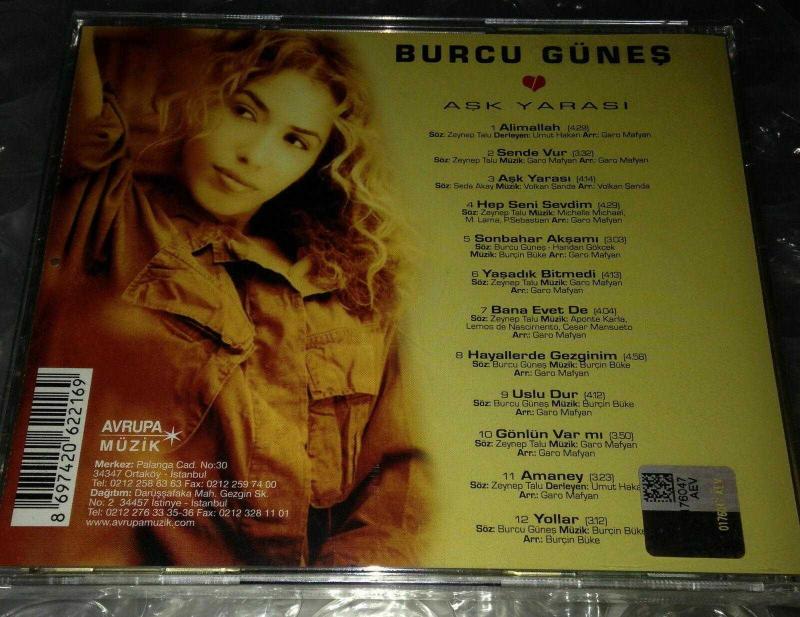 BURCU GÜNEŞ
AŞK YARASI
1 Alimallah (4:29)
Söz: Zeynep Talu Derleyen: Umut Hakan Arr.: Garo Mafyan
2 Sende Vur (3:32)
Söz: Zeynep Talu Müzik: Garo Mafyan Arr.: Garo Mafyan
3 Aşk Yarası (4:14)
Söz: Seda Akay Müzik: Volkan Şanda Arr.: Volkan Şanda
4 Hep Seni Sevdim (4:29)
Söz: Zeynep Talu Müzik: Michelle Michael,
M. Lama, P.Sebastian Arr.: Garo Mafyan
5 Sonbahar Akşamı (3:03)
Söz: Burcu Güneş - Handan Gökçek
Müzik: Burçin Büke Arr.: Garo Mafyan
6 Yaşadık Bitmedi (4:13)
Söz: Zeynep Talu Müzik: Garo Mafyan
Arr.: Garo Mafyan
7 Bana Evet De (4:04)
Söz: Zeynep Talu Müzik: Aponte Karla,
Lemos de Nascimento, Cesar Mansueto
Arr.: Garo Mafyan
8 Hayallerde Gezginim (4:56)
Söz: Burcu Güneş Müzik: Burçin Büke
Arr.: Garo Mafyan
9 Uslu Dur (4:12)
Söz: Burcu Güneş Müzik: Burçin Büke
Arr.: Garo Mafyan
10 Gönlün Var mı (3:50)
Söz: Zeynep Talu Müzik: Garo Mafyan
Arr.: Garo Mafyan
11 Amaney (3:23)
Söz: Zeynep Talu Derleyen: Umut Haka
Arr.: Garo Mafyan
12 Yollar (3:12)
Söz: Burcu Güneş Müzik: Burçin Büke
Arr.: Burçin Büke
8 697420 622169
AVRUPA
MÜZİK
Merkez: Palanga Cad. No:30
34347 Ortaköy - İstanbul
Tel: 0212 258 63 63 Fax: 0212 259 74 00
Dağıtım: Darüşşafaka Mah. Gezgin Sk.
No: 2 34457 İstinye - İstanbul
Tel: 0212 276 33 35-36 Fax: 0212 328 11 01
www.avrupamuzik.com
76047
AEV